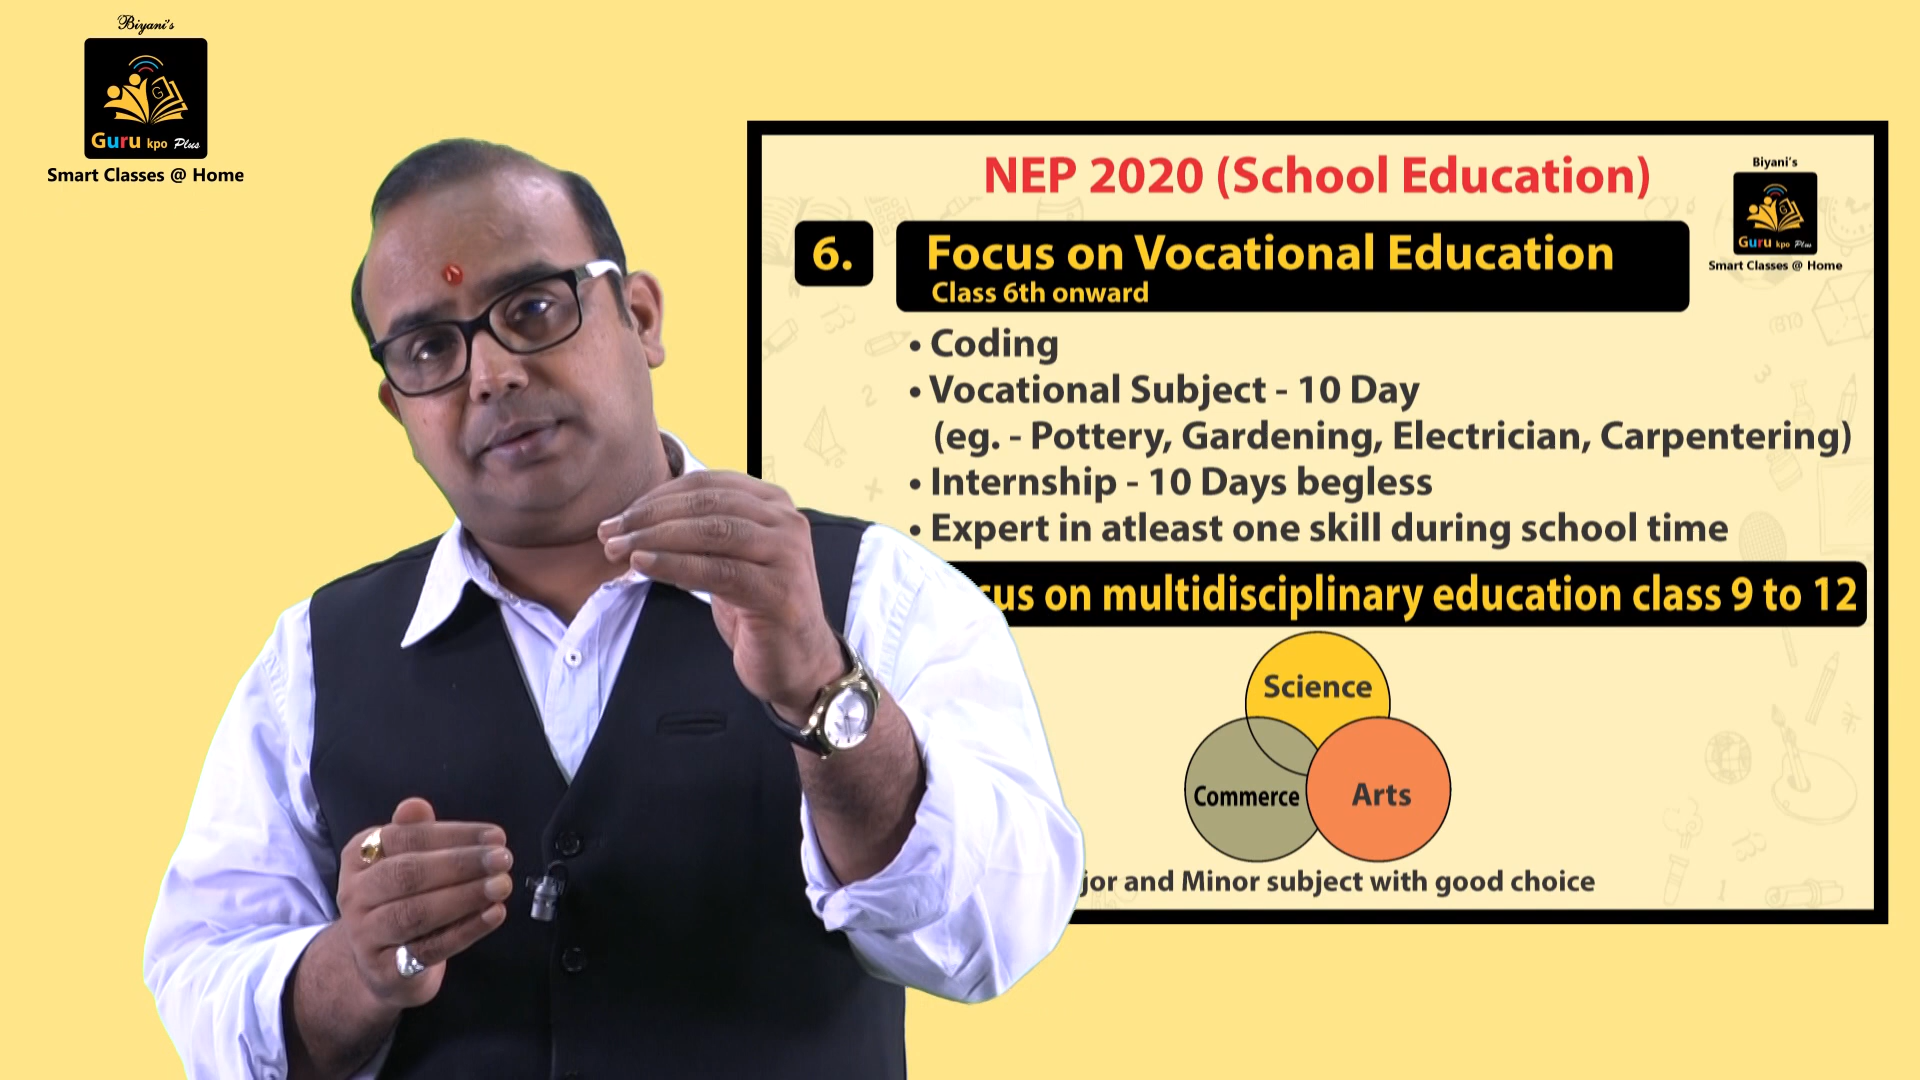 Biyani's
Guru kpo Plus
Smart Classes @ Home
NEP 2020 (School Education)
Biyani's
Guru kpo Plus
Smart Classes @ Home
6.
Focus on Vocational Education
Class 6th onward
• Coding
• Vocational Subject - 10 Day
(eg. - Pottery, Gardening, Electrician, Carpentering)
• Internship - 10 Days begless
• Expert in atleast one skill during school time
cus on multidisciplinary education class 9 to 12
Science
Commerce
Arts
jor and Minor subject with good choice